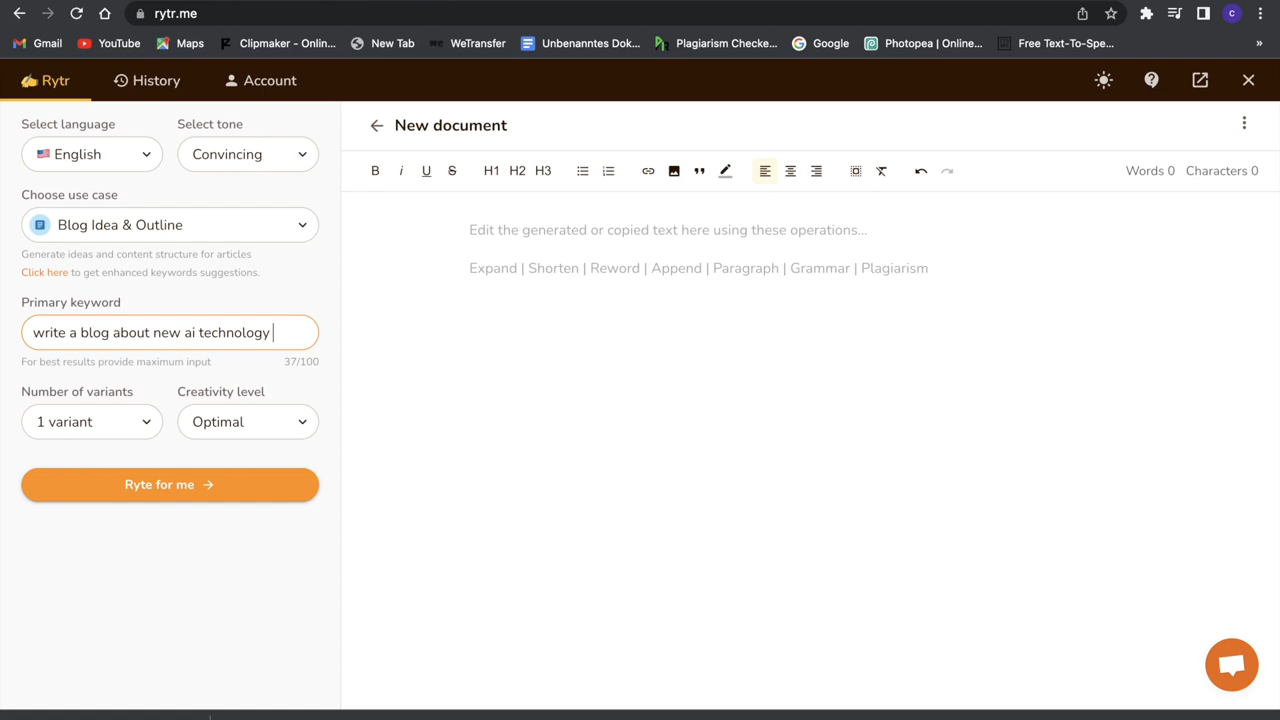 rytr.me
Gmail YouTube Maps Clipmaker - Onlin... New Tab WeTransfer Unbenanntes Dok... Plagiarism Checke... Google Photopea | Online... Free Text-To-Spe... »
Rytr History Account
Select language Select tone
English Convincing
Choose use case
Blog Idea & Outline
Generate ideas and content structure for articles
Click here to get enhanced keywords suggestions.
Primary keyword
write a blog about new ai technology
For best results provide maximum input 37/100
Number of variants Creativity level
1 variant Optimal
Ryte for me →
New document
B i U S H1 H2 H3 Words 0 Characters 0
Edit the generated or copied text here using these operations...
Expand | Shorten | Reword | Append | Paragraph | Grammar | Plagiarism